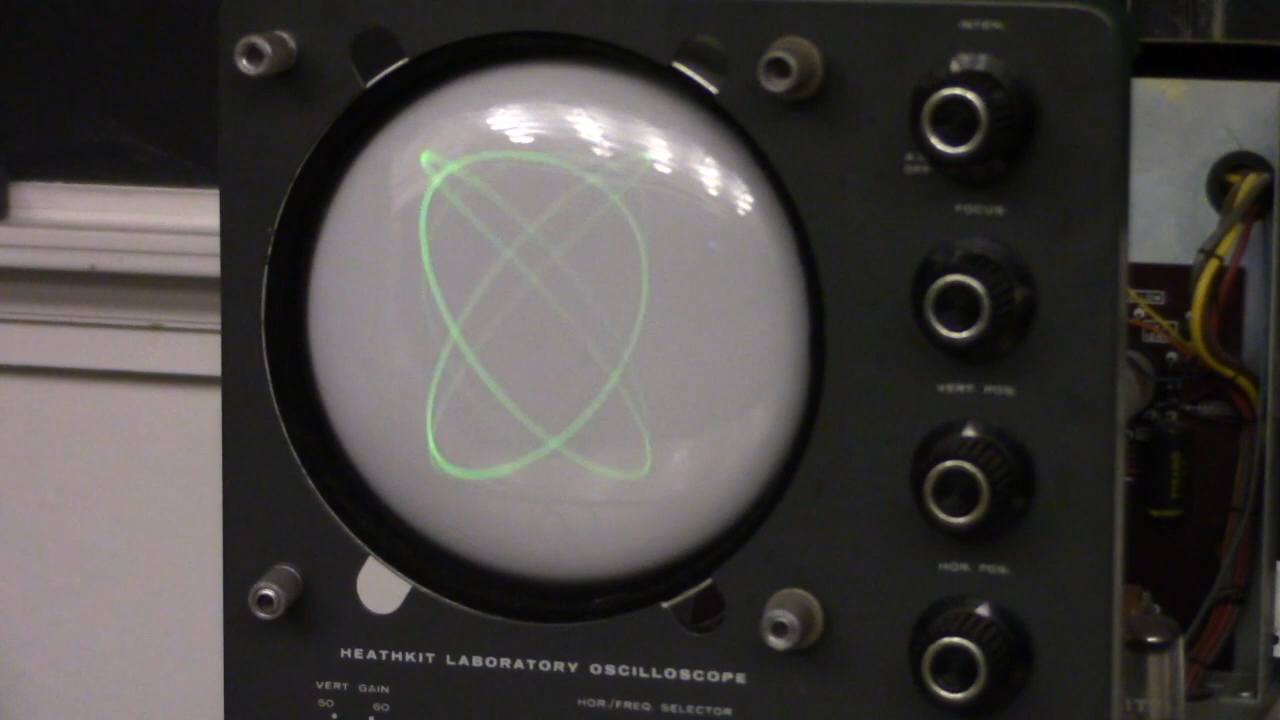 INTEN.
FOCUS
VERT. POS.
HOR. POS.
HEATHKIT LABORATORY OSCILLOSCOPE
VERT GAIN
50 60
HOR./FREQ. SELECTOR